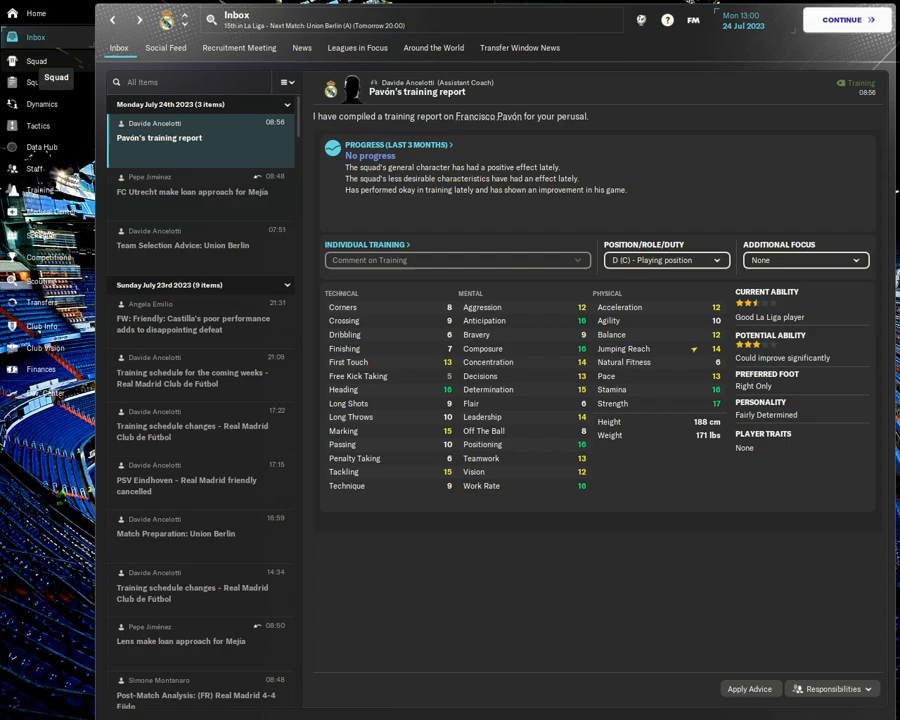 Home
Inbox
Squad
Squ
Squad
Dynamics
Tactics
Data Hub
Staff
Training
Medical Centre
Schedule
Competitions
Scouting
Transfers
Club Info
Club Vision
Finances
Dev. Center
Inbox
15th in La Liga - Next Match: Union Berlin (A) (Tomorrow 20:00)
?
FM
Mon 13:00
24 Jul 2023
CONTINUE
Inbox
Social Feed
Recruitment Meeting
News
Leagues in Focus
Around the World
Transfer Window News
All Items
Monday July 24th 2023 (3 items)
Davide Ancelotti
08:56
Pavón's training report
Pepe Jiménez
08:48
FC Utrecht make loan approach for Mejía
Davide Ancelotti
07:51
Team Selection Advice: Union Berlin
Sunday July 23rd 2023 (9 items)
Angela Emilio
21:31
FW: Friendly: Castilla's poor performance
adds to disappointing defeat
Davide Ancelotti
21:09
Training schedule for the coming weeks -
Real Madrid Club de Fútbol
Davide Ancelotti
17:22
Training schedule changes - Real Madrid
Club de Fútbol
Davide Ancelotti
17:15
PSV Eindhoven - Real Madrid friendly
cancelled
Davide Ancelotti
16:59
Match Preparation: Union Berlin
Davide Ancelotti
14:34
Training schedule changes - Real Madrid
Club de Fútbol
Pepe Jiménez
08:50
Lens make loan approach for Mejía
Simone Montanaro
08:48
Post-Match Analysis: (FR) Real Madrid 4-4
Ejido
Davide Ancelotti (Assistant Coach)
Pavón's training report
Training
08:56
I have compiled a training report on Francisco Pavón for your perusal.
PROGRESS (LAST 3 MONTHS) >
No progress
The squad's general character has had a positive effect lately.
The squad's less desirable characteristics have had an effect lately.
Has performed okay in training lately and has shown an improvement in his game.
INDIVIDUAL TRAINING >
Comment on Training
POSITION/ROLE/DUTY
D (C) - Playing position
ADDITIONAL FOCUS
None
TECHNICAL
Corners 8
Crossing 9
Dribbling 6
Finishing 7
First Touch 13
Free Kick Taking 5
Heading 16
Long Shots 9
Long Throws 10
Marking 15
Passing 10
Penalty Taking 6
Tackling 15
Technique 9
MENTAL
Aggression 12
Anticipation 16
Bravery 9
Composure 16
Concentration 14
Decisions 13
Determination 15
Flair 6
Leadership 14
Off The Ball 8
Positioning 16
Teamwork 13
Vision 12
Work Rate 16
PHYSICAL
Acceleration 12
Agility 10
Balance 12
Jumping Reach 14
Natural Fitness 6
Pace 13
Stamina 16
Strength 17
Height 188 cm
Weight 171 lbs
CURRENT ABILITY
Good La Liga player
POTENTIAL ABILITY
Could improve significantly
PREFERRED FOOT
Right Only
PERSONALITY
Fairly Determined
PLAYER TRAITS
None
Apply Advice
Responsibilities